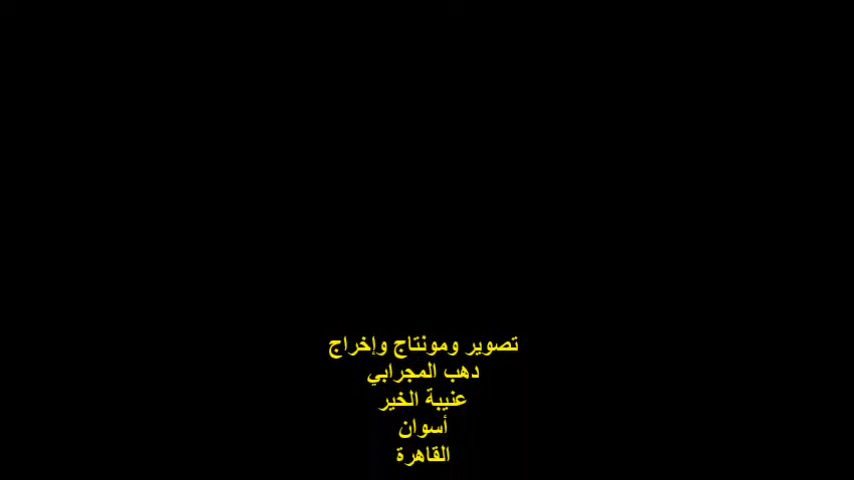 تصوير ومونتاج وإخراج
دهب المجرابي
عنيبة الخير
أسوان
القاهرة